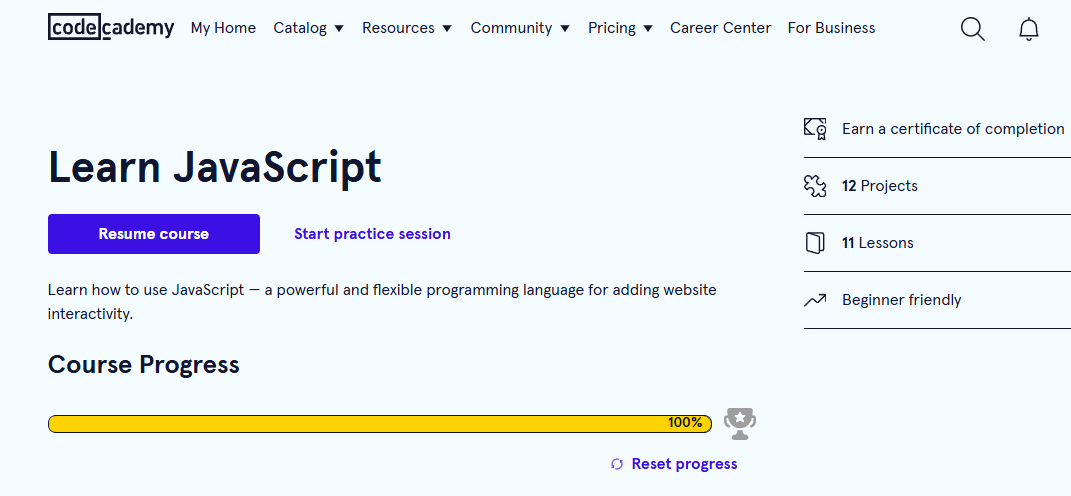 codecademy My Home Catalog Resources Community Pricing Career Center For Business
Learn JavaScript
Resume course Start practice session
Learn how to use JavaScript — a powerful and flexible programming language for adding website
interactivity.
Course Progress
100%
Reset progress
Earn a certificate of completion
12 Projects
11 Lessons
Beginner friendly